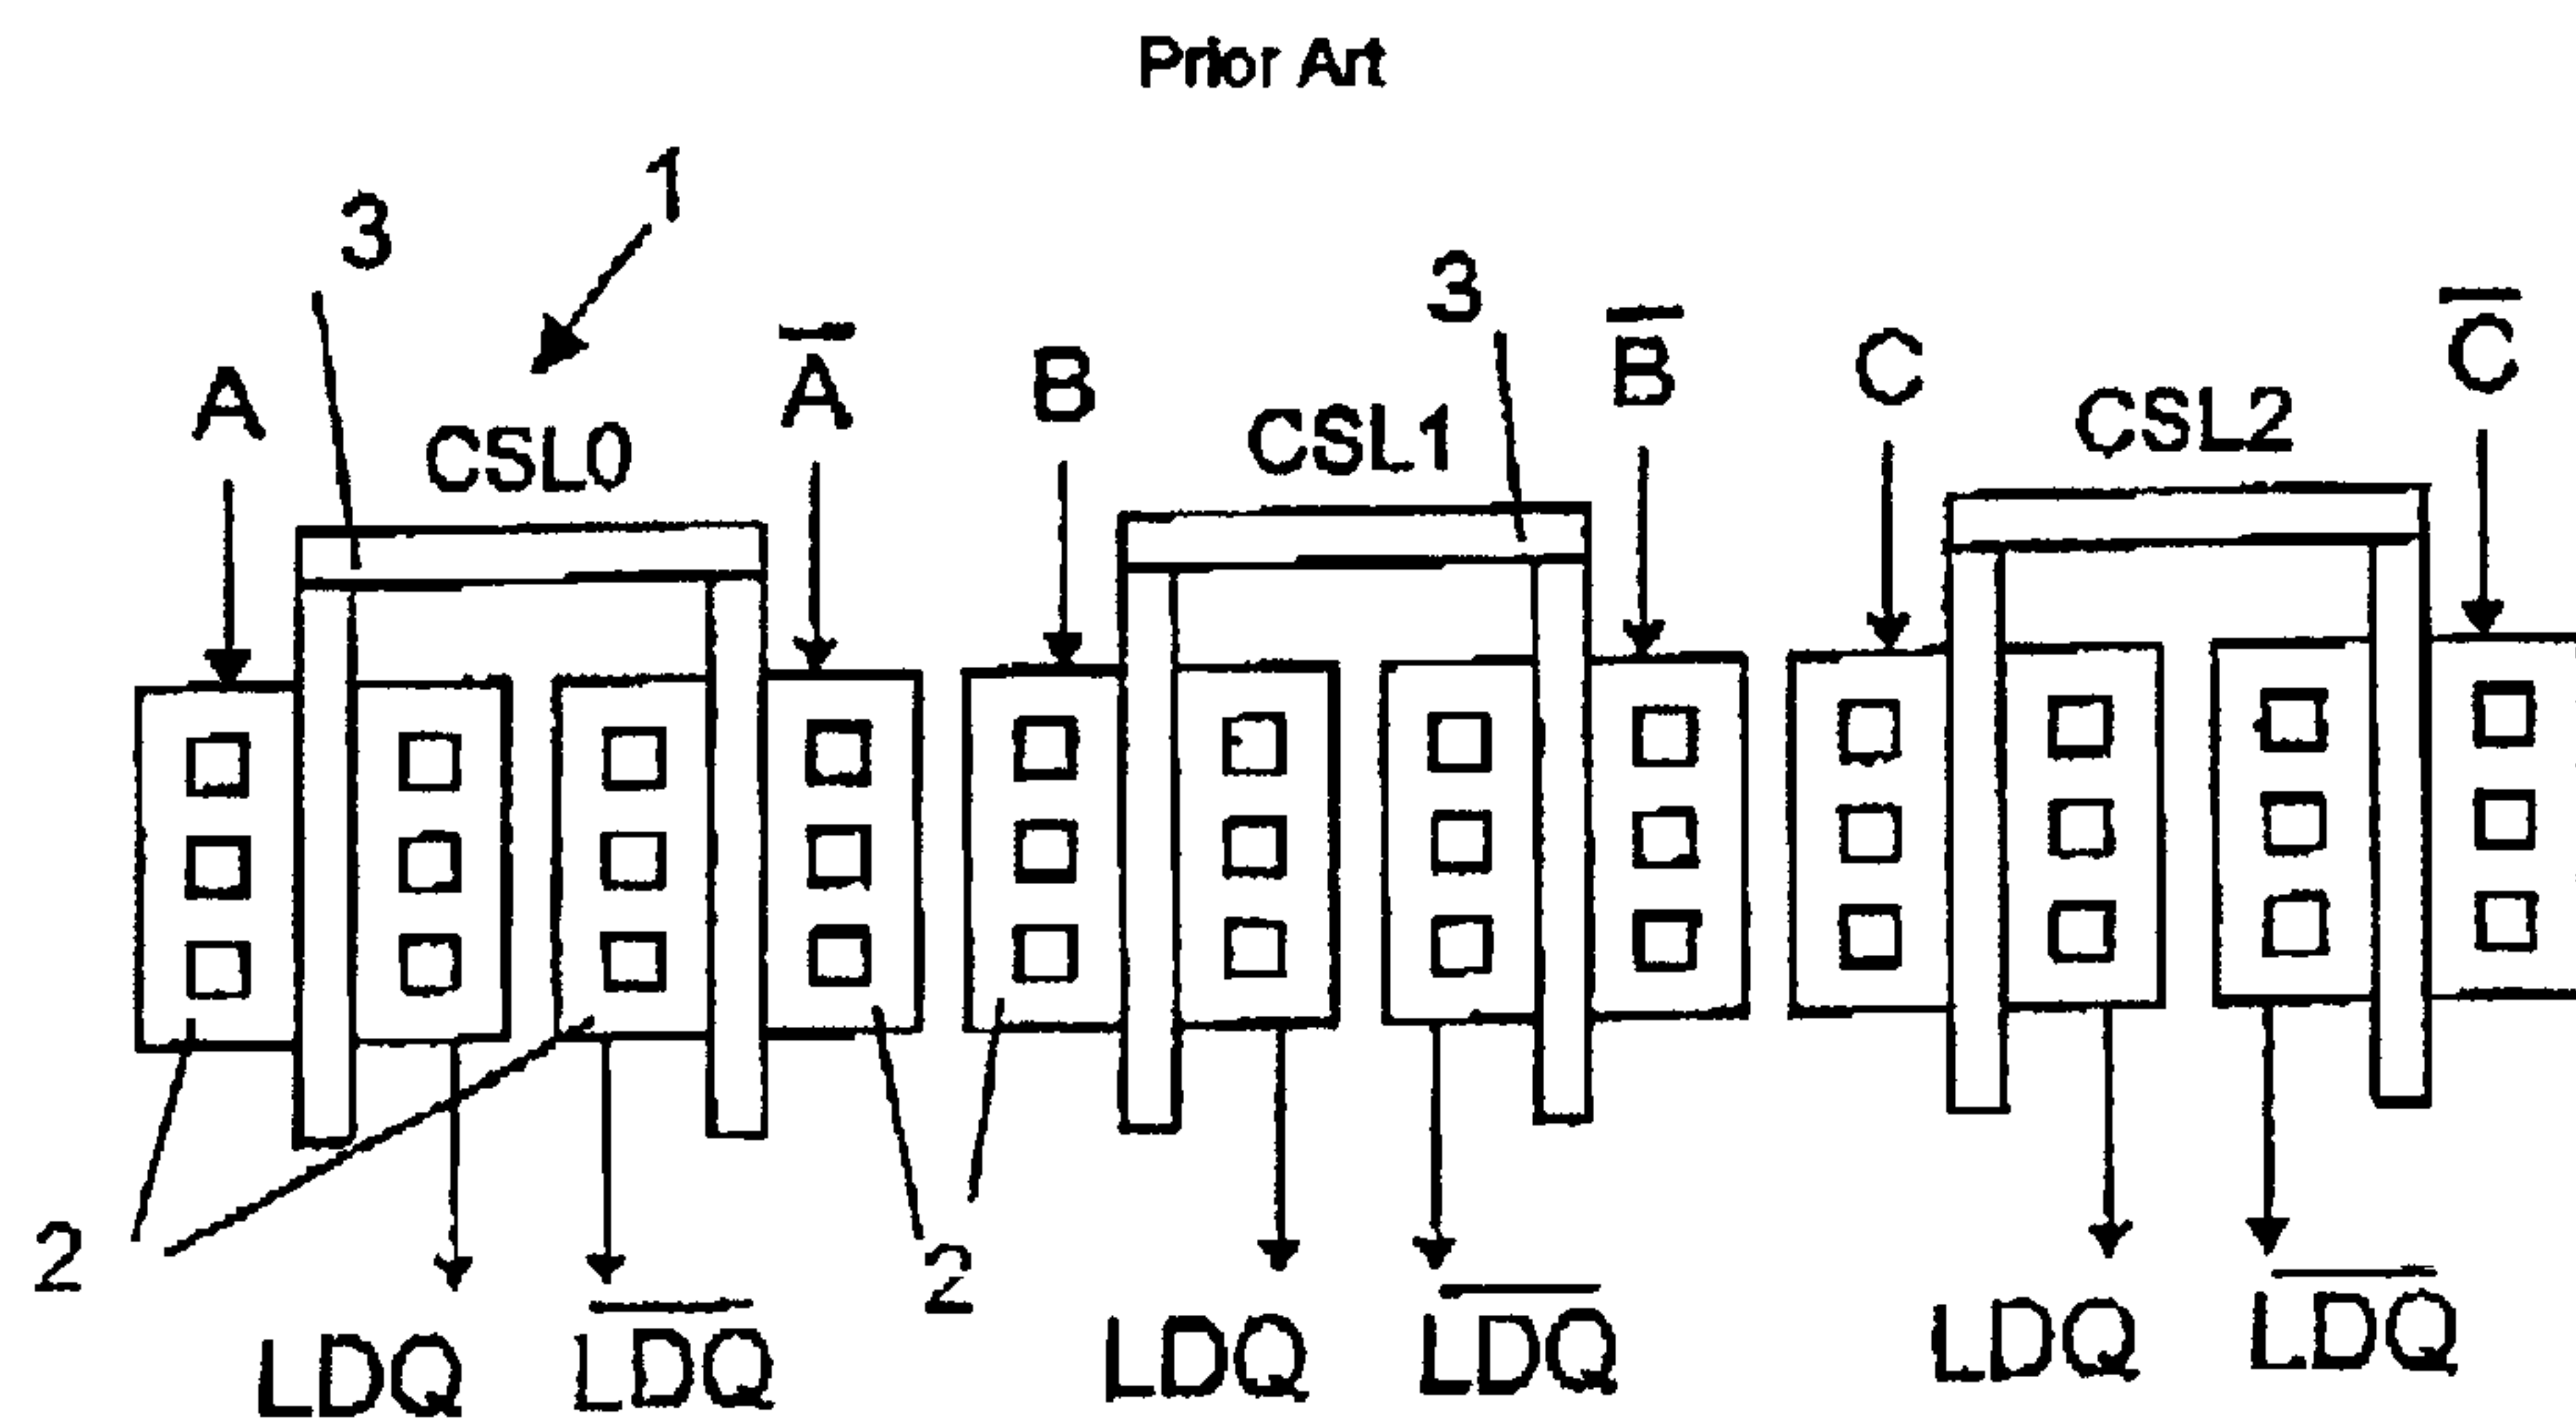 Prior Art
1
3
3
A
A̅
B
B̅
C
C̅
CSL0
CSL1
CSL2
2
2
LDQ
L̅D̅Q̅
LDQ
L̅D̅Q̅
LDQ
L̅D̅Q̅